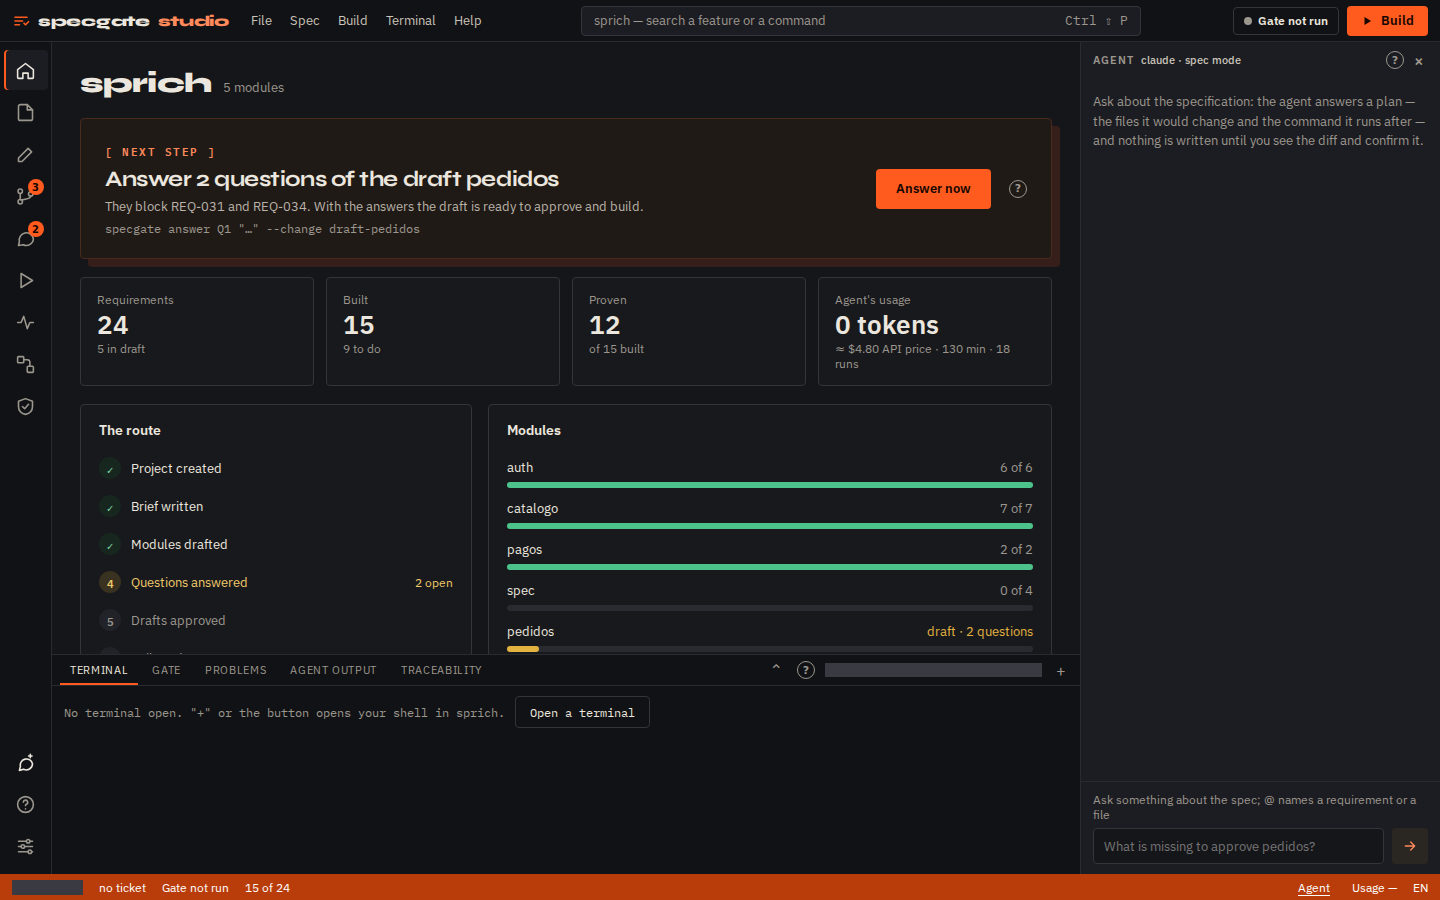 specgate studio
File Spec Build Terminal Help
sprich — search a feature or a command
Ctrl ⇧ P
Gate not run
Build
3
2
sprich 5 modules
[ NEXT STEP ]
Answer 2 questions of the draft pedidos
They block REQ-031 and REQ-034. With the answers the draft is ready to approve and build.
specgate answer Q1 "…" --change draft-pedidos
Answer now
?
Requirements
24
5 in draft
Built
15
9 to do
Proven
12
of 15 built
Agent's usage
0 tokens
≈ $4.80 API price · 130 min · 18
runs
The route
✓ Project created
✓ Brief written
✓ Modules drafted
4 Questions answered 2 open
5 Drafts approved
Modules
auth 6 of 6
catalogo 7 of 7
pagos 2 of 2
spec 0 of 4
pedidos draft · 2 questions
TERMINAL GATE PROBLEMS AGENT OUTPUT TRACEABILITY
^ ? +
No terminal open. "+" or the button opens your shell in sprich.
Open a terminal
AGENT claude · spec mode
? ×
Ask about the specification: the agent answers a plan —
the files it would change and the command it runs after —
and nothing is written until you see the diff and confirm it.
Ask something about the spec; @ names a requirement or a
file
What is missing to approve pedidos?
→
no ticket Gate not run 15 of 24
Agent Usage — EN